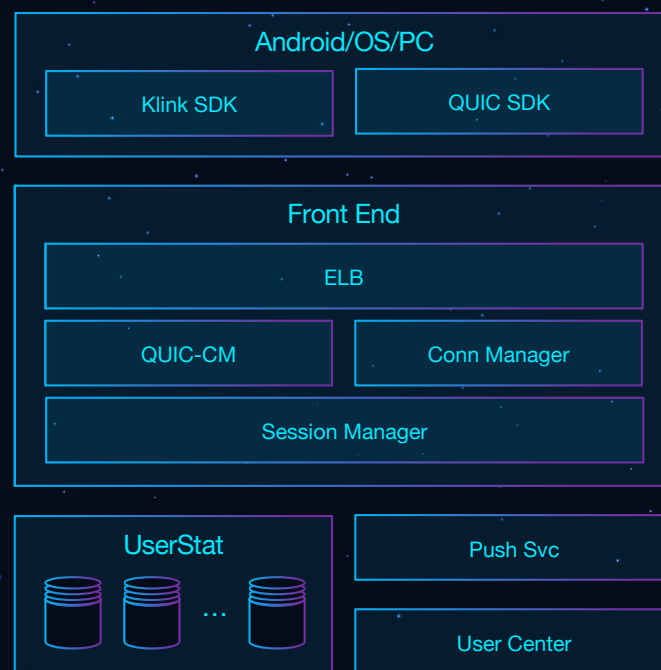 Android/OS/PC
Klink SDK
QUIC SDK
Front End
ELB
QUIC-CM
Conn Manager
Session Manager
UserStat
Push Svc
...
User Center